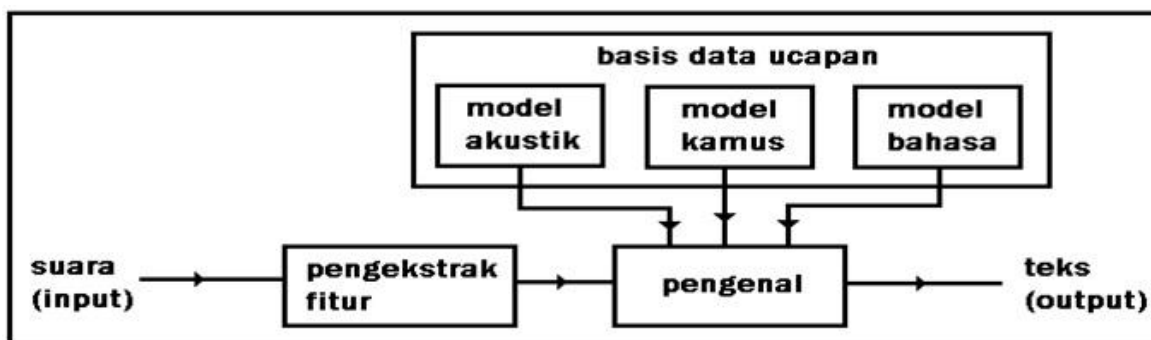 basis data ucapan
model
akustik
model
kamus
model
bahasa
suara
(input)
pengekstrak
fitur
pengenal
teks
(output)